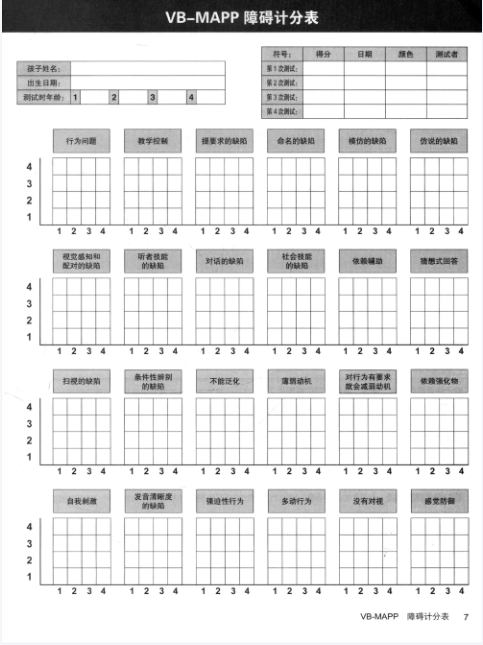 VB-MAPP 障碍计分表
符号: 得分 日期 颜色 测试者
第1次测试:
第2次测试:
第3次测试:
第4次测试:
孩子姓名:
出生日期:
测试时年龄: 1 2 3 4
行为问题 教学控制 提要求的缺陷 命名的缺陷 模仿的缺陷 仿说的缺陷
4
3
2
1
1 2 3 4 1 2 3 4 1 2 3 4 1 2 3 4 1 2 3 4 1 2 3 4
视觉感知和 听者技能 对话的缺陷 社会技能 依赖辅助 猜想式回答
配对的缺陷 的缺陷 的缺陷
4
3
2
1
1 2 3 4 1 2 3 4 1 2 3 4 1 2 3 4 1 2 3 4 1 2 3 4
扫视的缺陷 条件性辨别 不能泛化 薄弱动机 对行为有要求 依赖强化物
的缺陷 就会减弱动机
4
3
2
1
1 2 3 4 1 2 3 4 1 2 3 4 1 2 3 4 1 2 3 4 1 2 3 4
自我刺激 发音清晰度 强迫性行为 多动行为 没有对视 感觉防御
的缺陷
4
3
2
1
1 2 3 4 1 2 3 4 1 2 3 4 1 2 3 4 1 2 3 4 1 2 3 4
VB-MAPP 障碍计分表 7